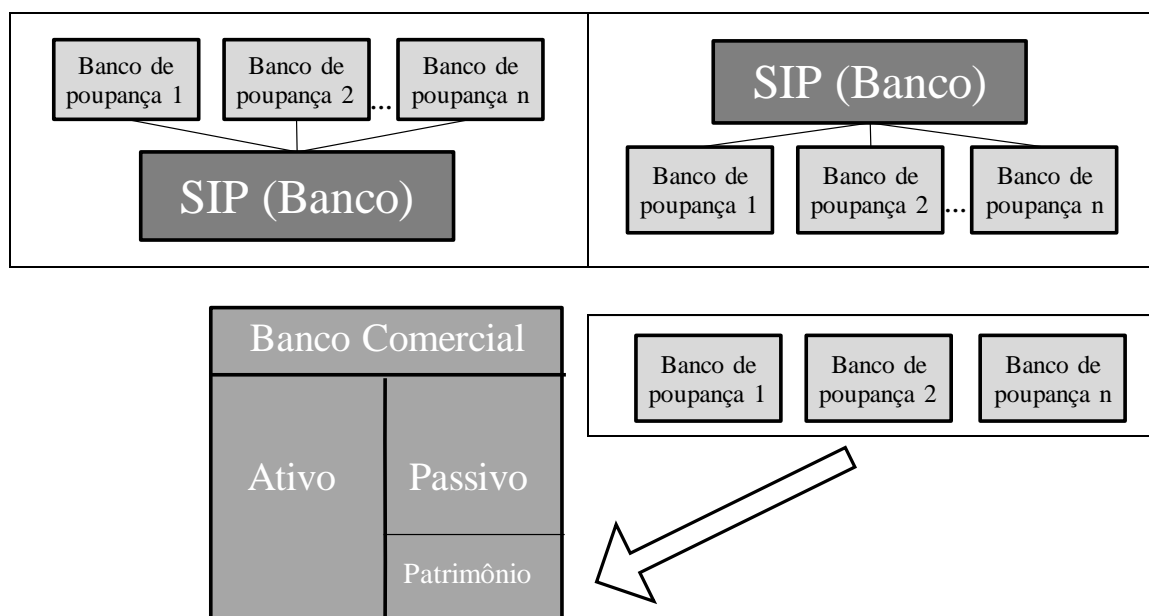 Banco de
poupança 1
Banco de
poupança 2
...
Banco de
poupança n
SIP (Banco)
SIP (Banco)
Banco de
poupança 1
Banco de
poupança 2
...
Banco de
poupança n
Banco Comercial
Ativo
Passivo
Patrimônio
Banco de
poupança 1
Banco de
poupança 2
Banco de
poupança n